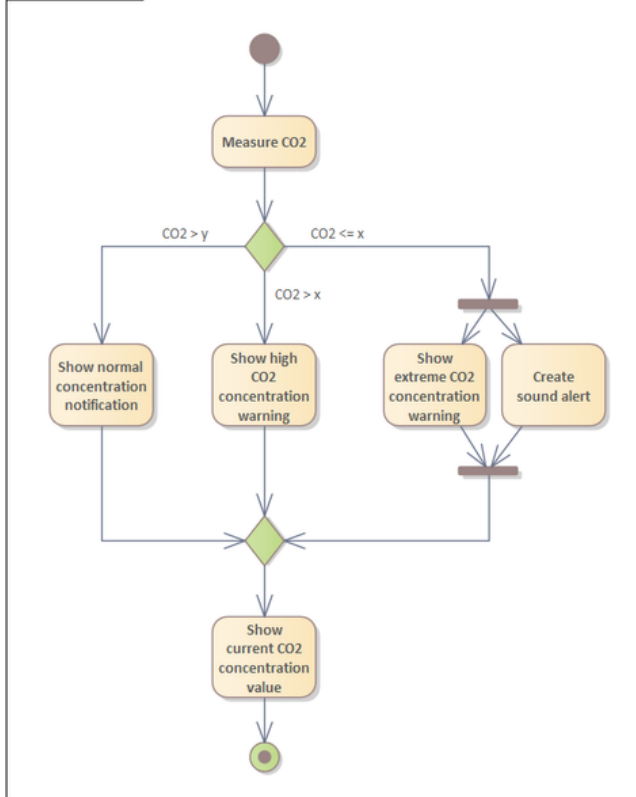 Measure CO2
CO2 > y
CO2 <= x
CO2 > x
Show normal
concentration
notification
Show high
CO2
concentration
warning
Show
extreme CO2
concentration
warning
Create
sound alert
Show
current CO2
concentration
value